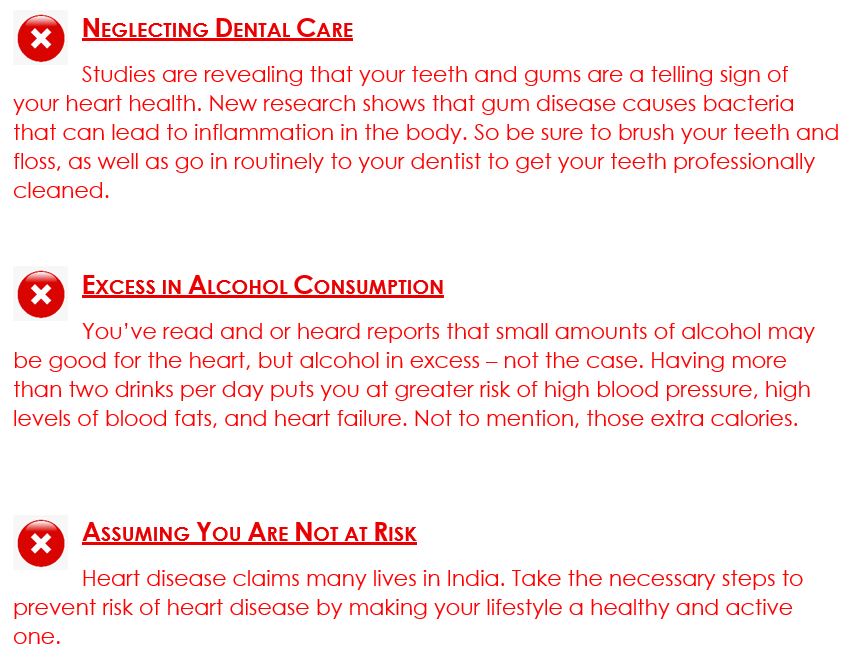 NEGLECTING DENTAL CARE
Studies are revealing that your teeth and gums are a telling sign of
your heart health. New research shows that gum disease causes bacteria
that can lead to inflammation in the body. So be sure to brush your teeth and
floss, as well as go in routinely to your dentist to get your teeth professionally
cleaned.
EXCESS IN ALCOHOL CONSUMPTION
You’ve read and or heard reports that small amounts of alcohol may
be good for the heart, but alcohol in excess – not the case. Having more
than two drinks per day puts you at greater risk of high blood pressure, high
levels of blood fats, and heart failure. Not to mention, those extra calories.
ASSUMING YOU ARE NOT AT RISK
Heart disease claims many lives in India. Take the necessary steps to
prevent risk of heart disease by making your lifestyle a healthy and active
one.